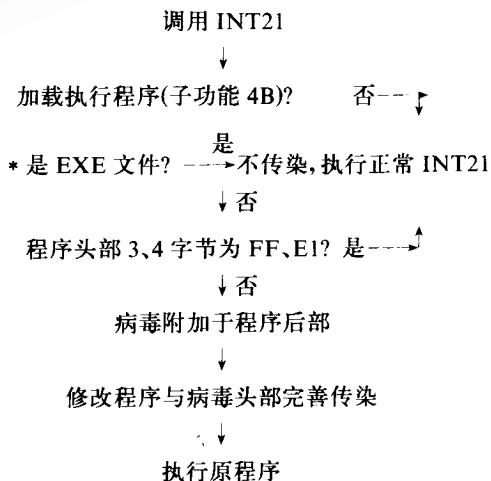 调用 INT21
加载执行程序(子功能 4B)? 否
是
* 是 EXE 文件? 不传染,执行正常 INT21
否
程序头部 3、4 字节为 FF、E1? 是
否
病毒附加于程序后部
修改程序与病毒头部完善传染
执行原程序